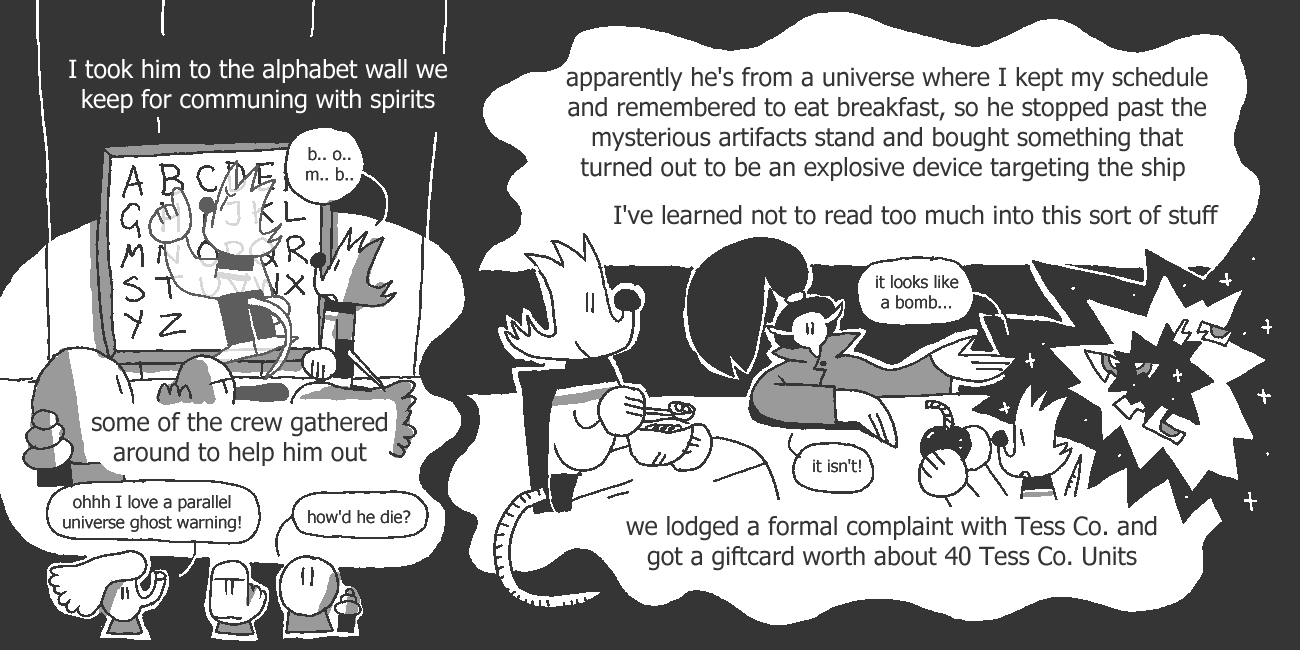 I took him to the alphabet wall we
keep for communing with spirits
b.. o..
m.. b..
A B C D E
G J K L
M N O P Q R
S T U V W X
Y Z
some of the crew gathered
around to help him out
ohhh I love a parallel
universe ghost warning!
how'd he die?
apparently he's from a universe where I kept my schedule
and remembered to eat breakfast, so he stopped past the
mysterious artifacts stand and bought something that
turned out to be an explosive device targeting the ship
I've learned not to read too much into this sort of stuff
it looks like
a bomb...
it isn't!
we lodged a formal complaint with Tess Co. and
got a giftcard worth about 40 Tess Co. Units